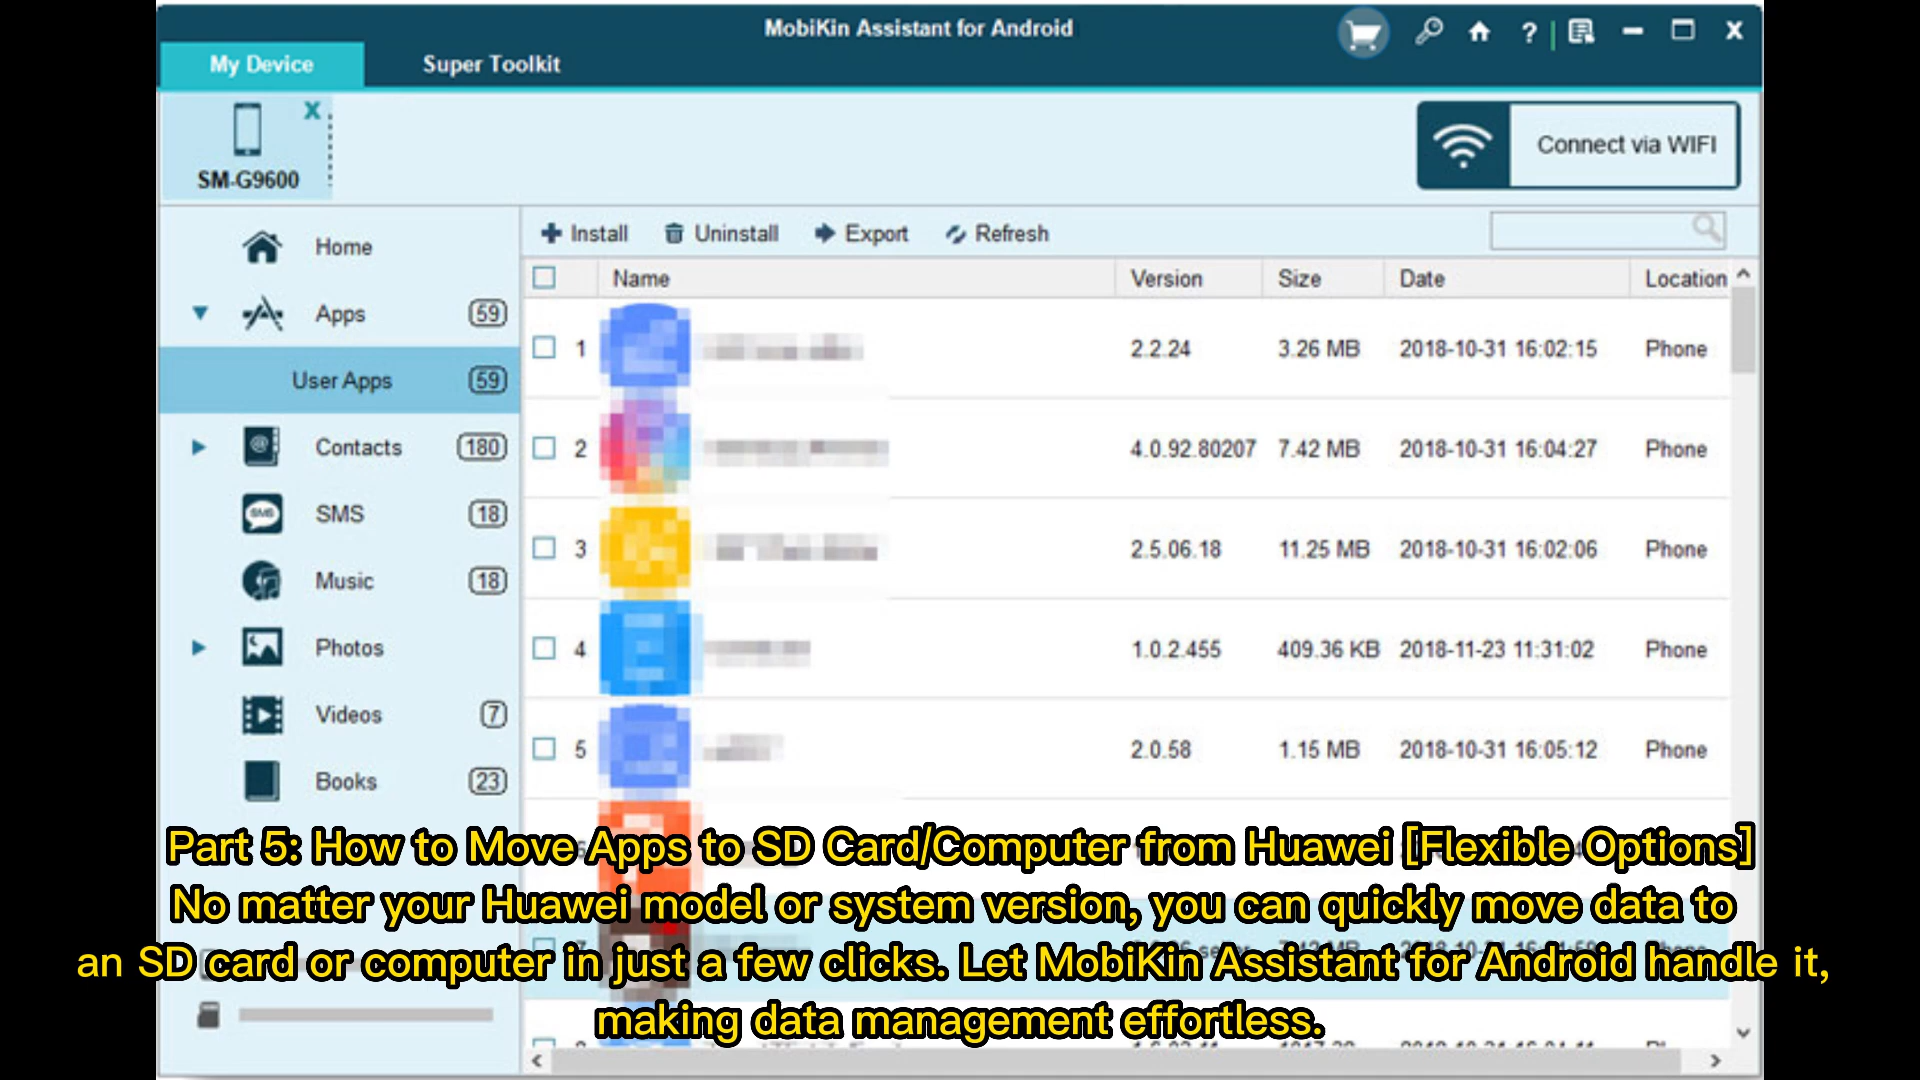 MobiKin Assistant for Android
My Device
Super Toolkit
SM-G9600
Connect via WIFI
Home
Apps 59
User Apps 59
Contacts 180
SMS 18
Music 18
Photos
Videos 7
Books 23
Install Uninstall Export Refresh
Name Version Size Date Location
1 2.2.24 3.26 MB 2018-10-31 16:02:15 Phone
2 4.0.92.80207 7.42 MB 2018-10-31 16:04:27 Phone
3 2.5.06.18 11.25 MB 2018-10-31 16:02:06 Phone
4 1.0.2.455 409.36 KB 2018-11-23 11:31:02 Phone
5 2.0.58 1.15 MB 2018-10-31 16:05:12 Phone
Part 5: How to Move Apps to SD Card/Computer from Huawei [Flexible Options]
No matter your Huawei model or system version, you can quickly move data to
an SD card or computer in just a few clicks. Let MobiKin Assistant for Android handle it,
making data management effortless.